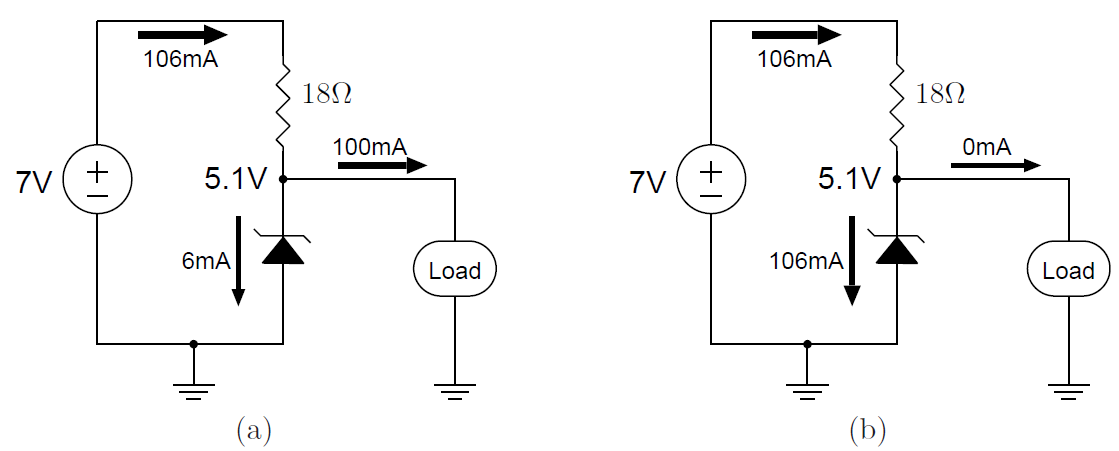 106mA
18Ω
100mA
7V
+
−
5.1V
6mA
Load
(a)
106mA
18Ω
0mA
7V
+
−
5.1V
106mA
Load
(b)